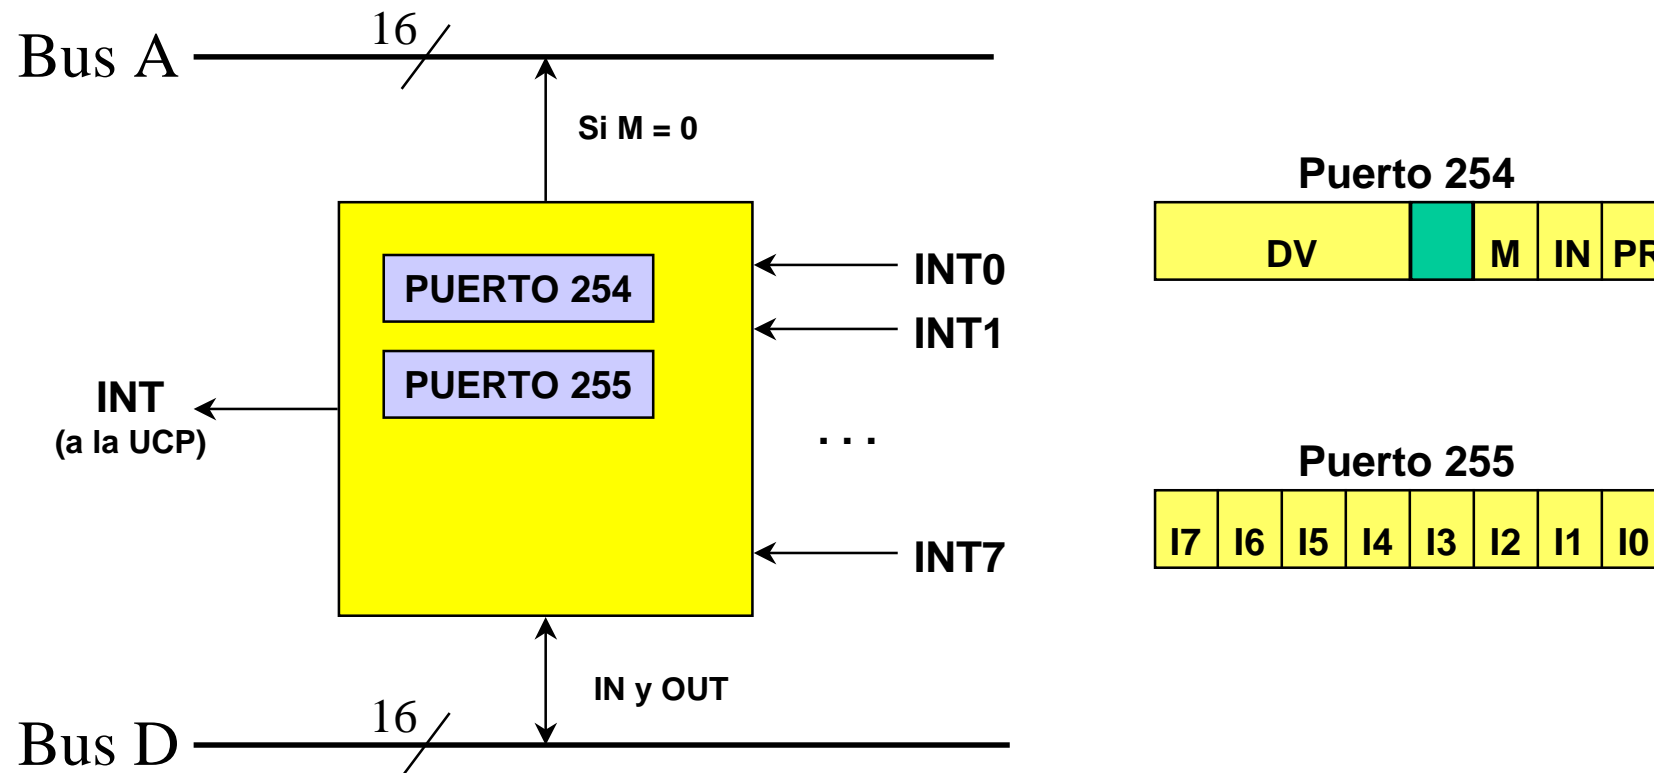 Bus A
16
Si M = 0
PUERTO 254
PUERTO 255
INT0
INT1
. . .
INT7
INT
(a la UCP)
IN y OUT
Bus D
16
Puerto 254
DV M IN PR
Puerto 255
I7 I6 I5 I4 I3 I2 I1 I0